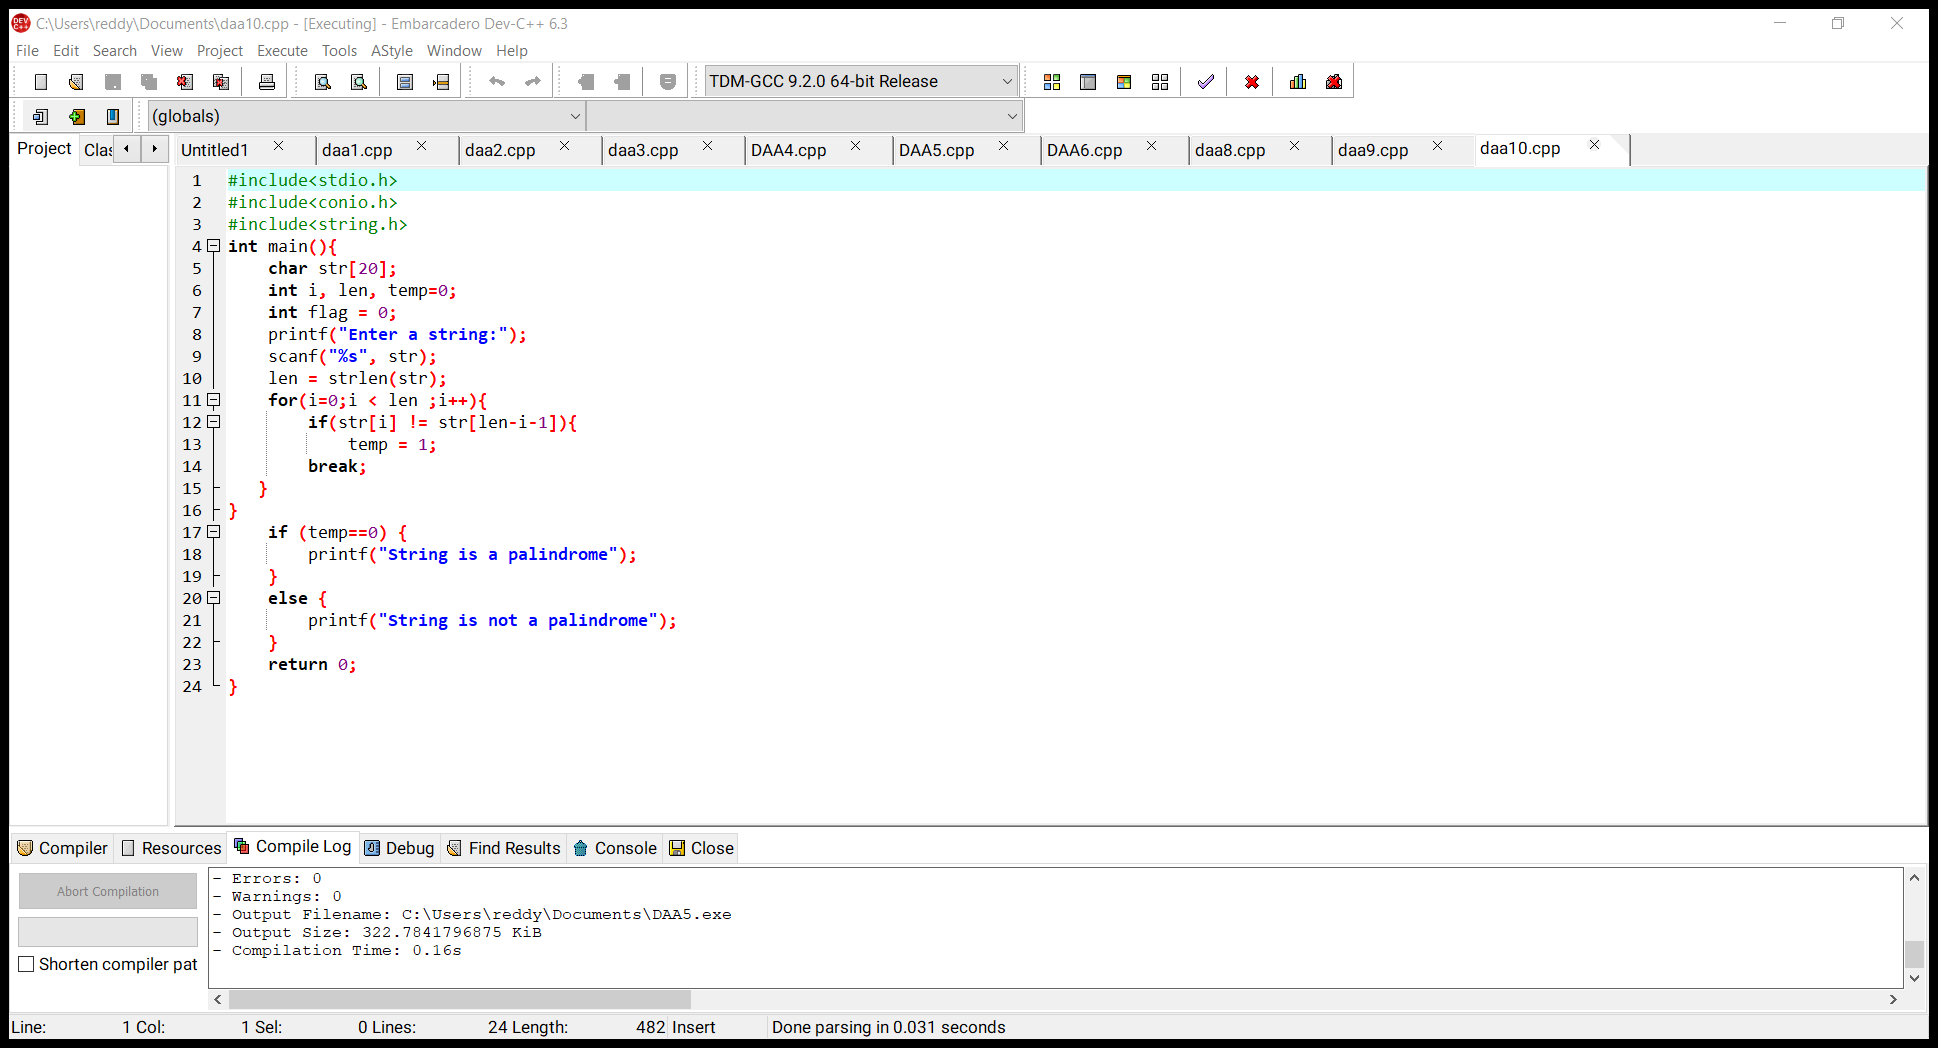 C:\Users\reddy\Documents\daa10.cpp - [Executing] - Embarcadero Dev-C++ 6.3
File Edit Search View Project Execute Tools AStyle Window Help
TDM-GCC 9.2.0 64-bit Release
(globals)
Project Clas Untitled1 daa1.cpp daa2.cpp daa3.cpp DAA4.cpp DAA5.cpp DAA6.cpp daa8.cpp daa9.cpp daa10.cpp
1 #include<stdio.h>
2 #include<conio.h>
3 #include<string.h>
4 int main(){
5 char str[20];
6 int i, len, temp=0;
7 int flag = 0;
8 printf("Enter a string:");
9 scanf("%s", str);
10 len = strlen(str);
11 for(i=0;i < len ;i++){
12 if(str[i] != str[len-i-1]){
13 temp = 1;
14 break;
15 }
16 }
17 if (temp==0) {
18 printf("String is a palindrome");
19 }
20 else {
21 printf("String is not a palindrome");
22 }
23 return 0;
24 }
Compiler Resources Compile Log Debug Find Results Console Close
Abort Compilation
Shorten compiler pat
- Errors: 0
- Warnings: 0
- Output Filename: C:\Users\reddy\Documents\DAA5.exe
- Output Size: 322.7841796875 KiB
- Compilation Time: 0.16s
Line: 1 Col: 1 Sel: 0 Lines: 24 Length: 482 Insert Done parsing in 0.031 seconds